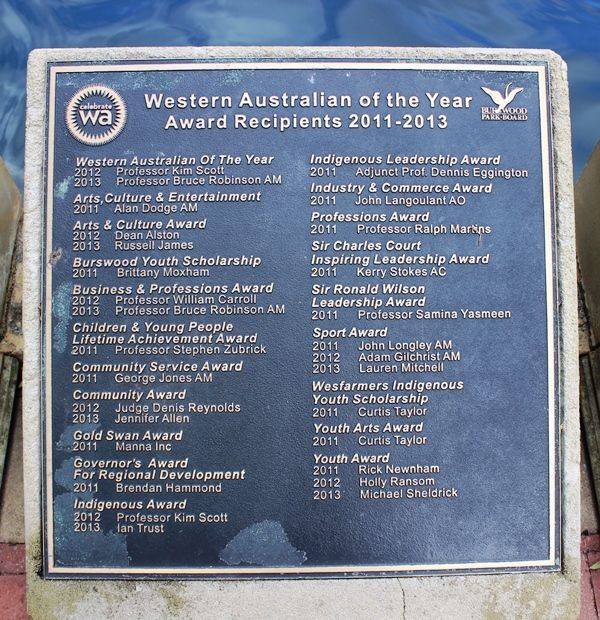 celebrate
wa
Western Australian of the Year
Award Recipients 2011-2013
BURSWOOD
PARK·BOARD
Western Australian Of The Year
2012 Professor Kim Scott
2013 Professor Bruce Robinson AM
Arts,Culture & Entertainment
2011 Alan Dodge AM
Arts & Culture Award
2012 Dean Alston
2013 Russell James
Burswood Youth Scholarship
2011 Brittany Moxham
Business & Professions Award
2012 Professor William Carroll
2013 Professor Bruce Robinson AM
Children & Young People
Lifetime Achievement Award
2011 Professor Stephen Zubrick
Community Service Award
2011 George Jones AM
Community Award
2012 Judge Denis Reynolds
2013 Jennifer Allen
Gold Swan Award
2011 Manna Inc
Governor's Award
For Regional Development
2011 Brendan Hammond
Indigenous Award
2012 Professor Kim Scott
2013 Ian Trust
Indigenous Leadership Award
2011 Adjunct Prof. Dennis Eggington
Industry & Commerce Award
2011 John Langoulant AO
Professions Award
2011 Professor Ralph Martins
Sir Charles Court
Inspiring Leadership Award
2011 Kerry Stokes AC
Sir Ronald Wilson
Leadership Award
2011 Professor Samina Yasmeen
Sport Award
2011 John Longley AM
2012 Adam Gilchrist AM
2013 Lauren Mitchell
Wesfarmers Indigenous
Youth Scholarship
2011 Curtis Taylor
Youth Arts Award
2011 Curtis Taylor
Youth Award
2011 Rick Newnham
2012 Holly Ransom
2013 Michael Sheldrick